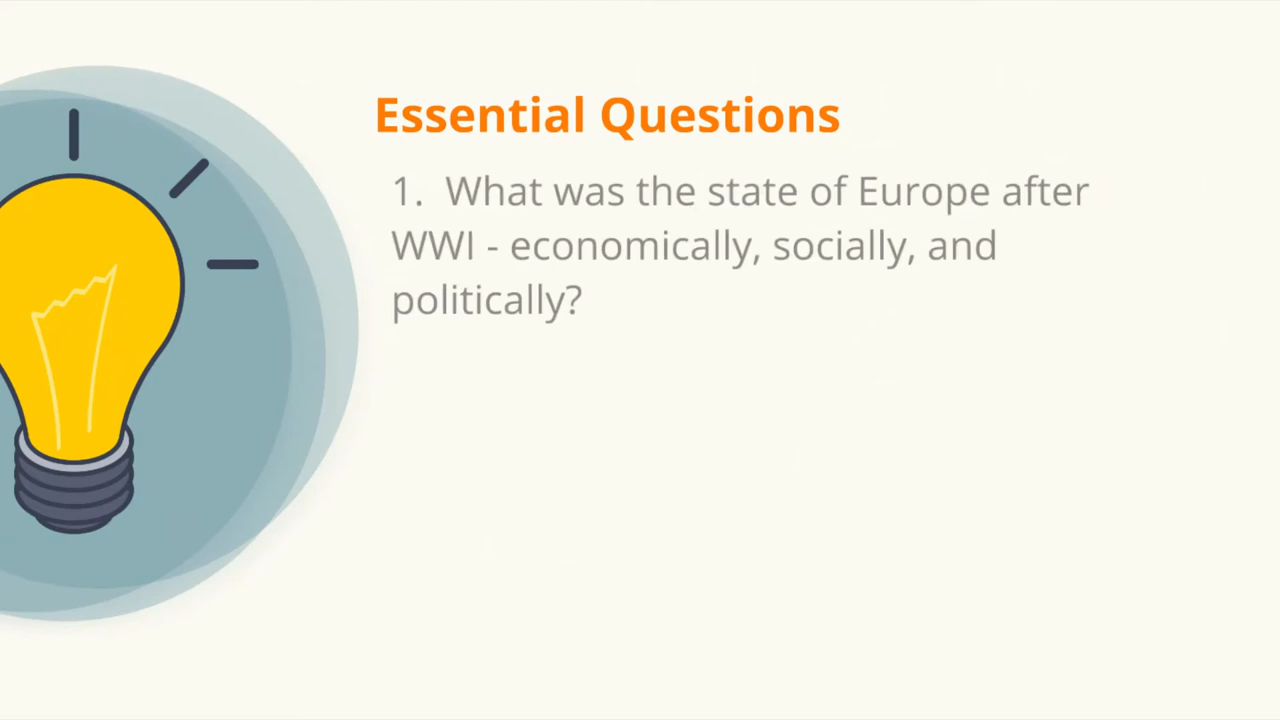 Essential Questions
1. What was the state of Europe after
WWI - economically, socially, and
politically?